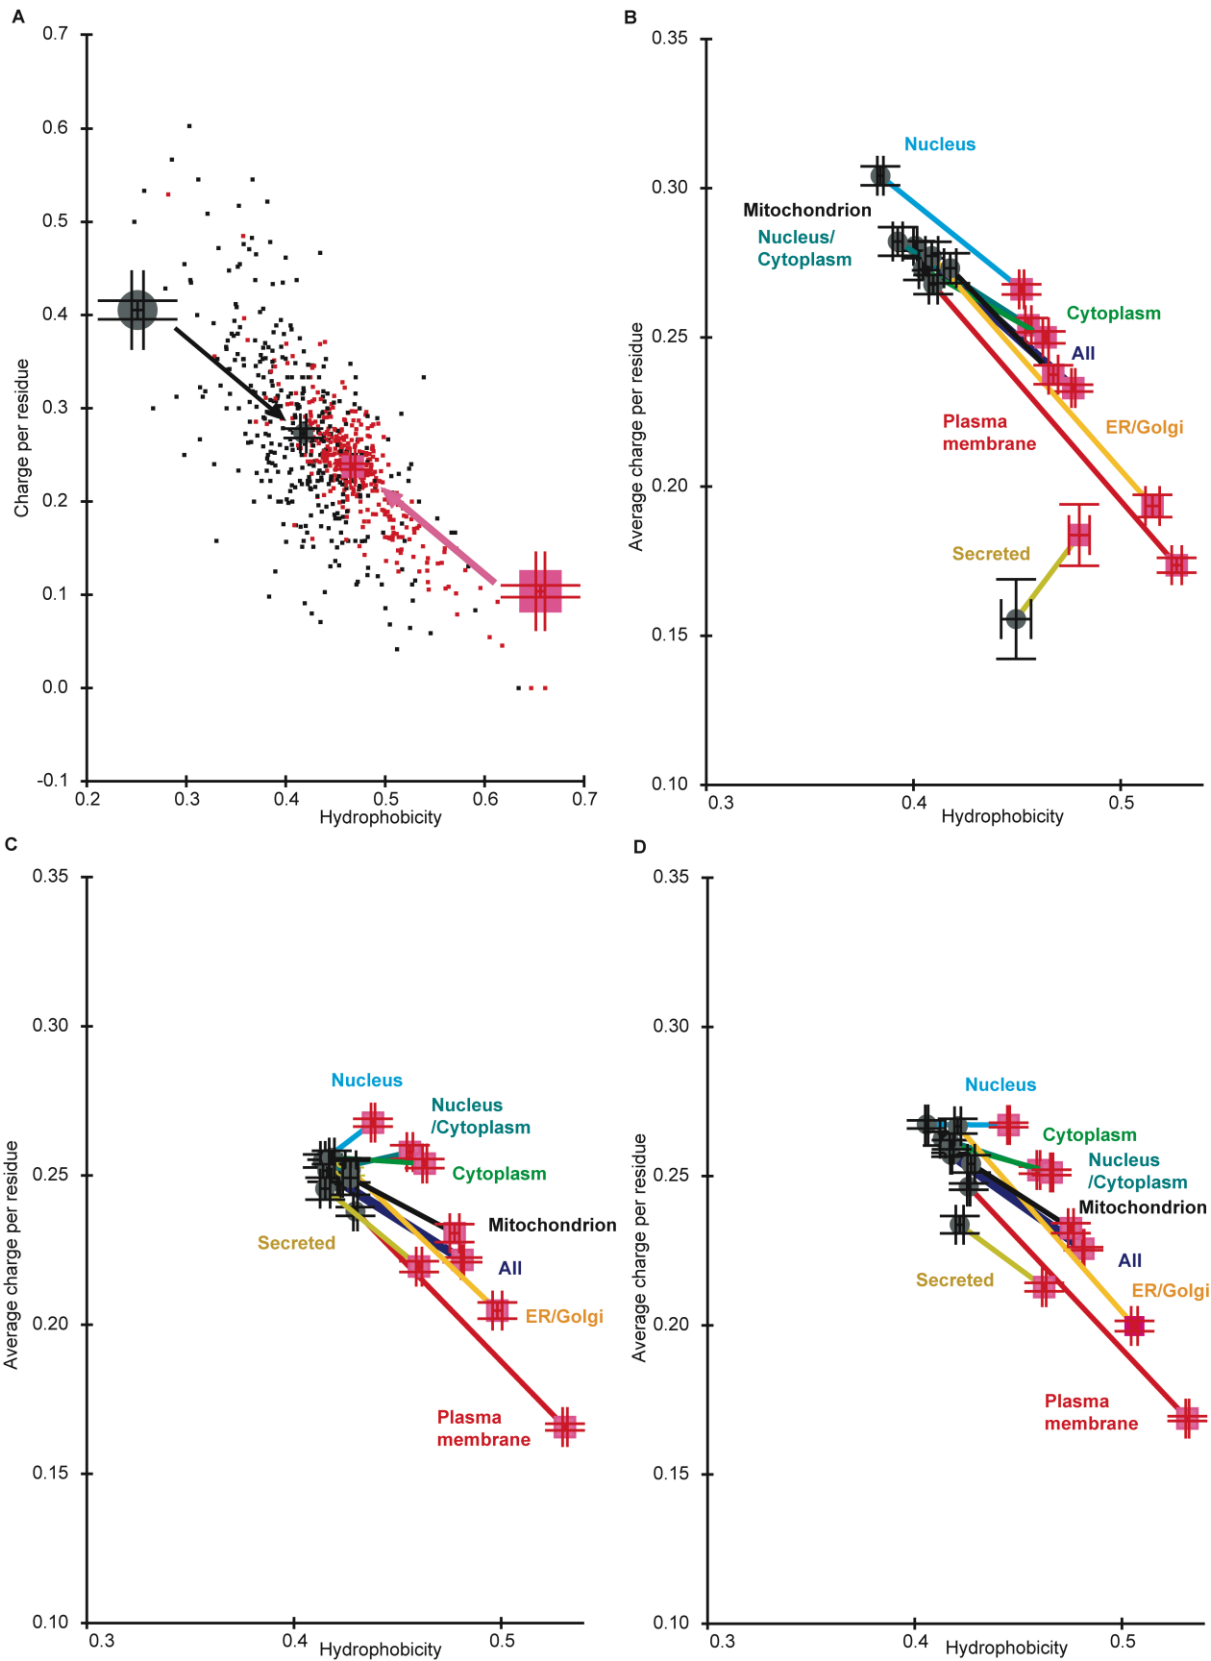 A
0.7
0.6
0.5
0.4
0.3
0.2
0.1
0.0
-0.1
Charge per residue
0.2
0.3
0.4
0.5
0.6
0.7
Hydrophobicity
B
0.35
0.30
0.25
0.20
0.15
0.10
Average charge per residue
Nucleus
Mitochondrion
Nucleus/
Cytoplasm
Cytoplasm
All
Plasma
membrane
ER/Golgi
Secreted
0.3
0.4
0.5
Hydrophobicity
C
0.35
0.30
0.25
0.20
0.15
0.10
Average charge per residue
Nucleus
Nucleus
/Cytoplasm
Cytoplasm
Mitochondrion
Secreted
All
ER/Golgi
Plasma
membrane
0.3
0.4
0.5
Hydrophobicity
D
0.35
0.30
0.25
0.20
0.15
0.10
Average charge per residue
Nucleus
Cytoplasm
Nucleus
/Cytoplasm
Mitochondrion
All
Secreted
ER/Golgi
Plasma
membrane
0.3
0.4
0.5
Hydrophobicity